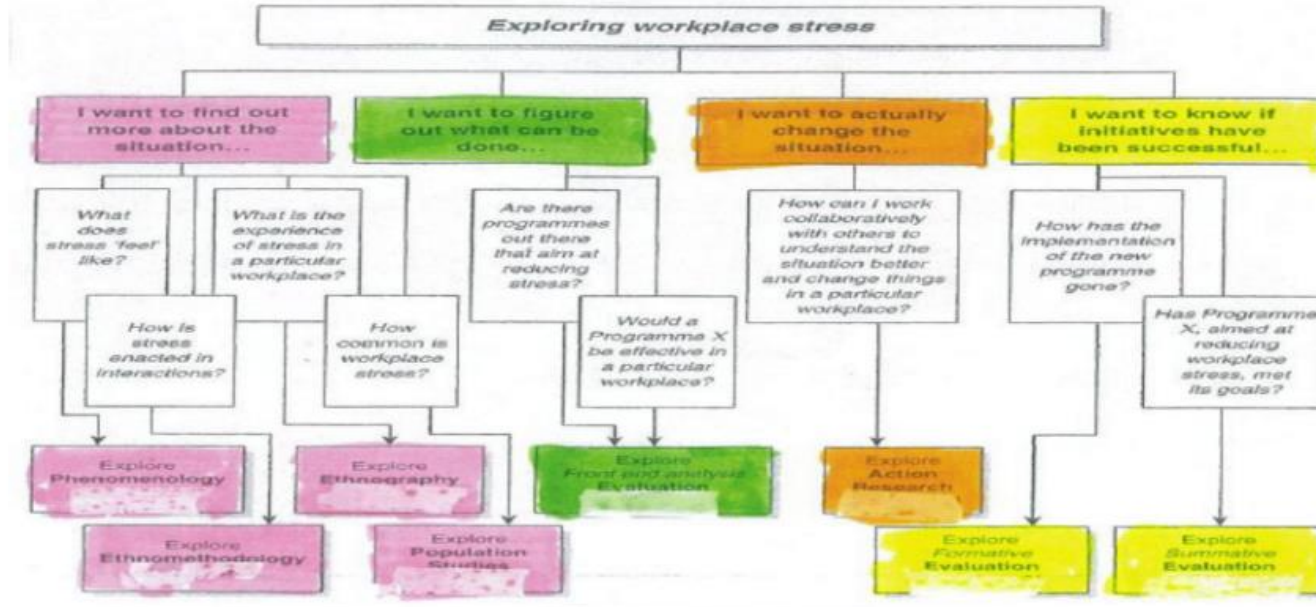 Exploring workplace stress
I want to find out
more about the
situation...
I want to figure
out what can be
done...
I want to actually
change the
situation...
I want to know if
initiatives have
been successful...
What
does
stress 'feel'
like?
What is the
experience
of stress in
a particular
workplace?
Are there
programmes
out there
that aim at
reducing
stress?
How can I work
collaboratively
with others to
understand the
situation better
and change things
in a particular
workplace?
How has the
implementation
of the new
programme
gone?
How is
stress
enacted in
interactions?
How
common is
workplace
stress?
Would a
Programme X
be effective in
a particular
workplace?
Has Programme
X, aimed at
reducing
workplace
stress, met
its goals?
Explore
Phenomenology
Explore
Ethnography
Explore
Front end analysis
Evaluation
Explore
Action
Research
Explore
Ethnomethodology
Explore
Population
Studies
Explore
Formative
Evaluation
Explore
Summative
Evaluation